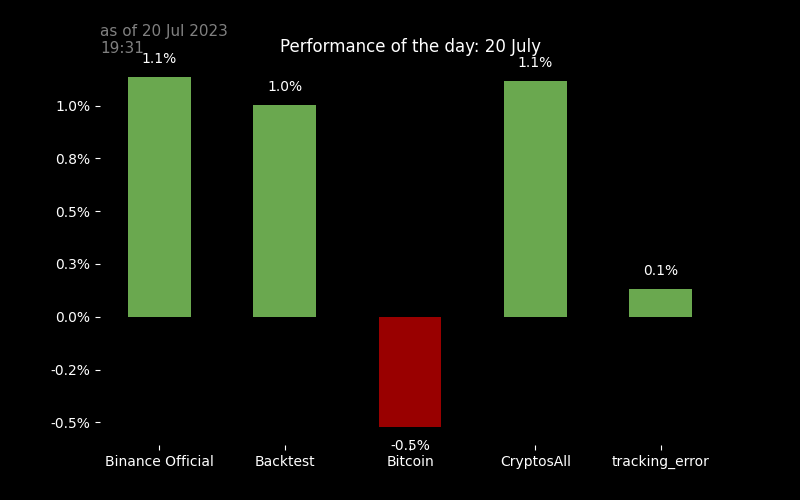 as of 20 Jul 2023
19:31
Performance of the day: 20 July
1.1%
1.0%
-0.5%
1.1%
0.1%
1.0%
0.8%
0.5%
0.3%
0.0%
-0.2%
-0.5%
Binance Official
Backtest
Bitcoin
CryptosAll
tracking_error